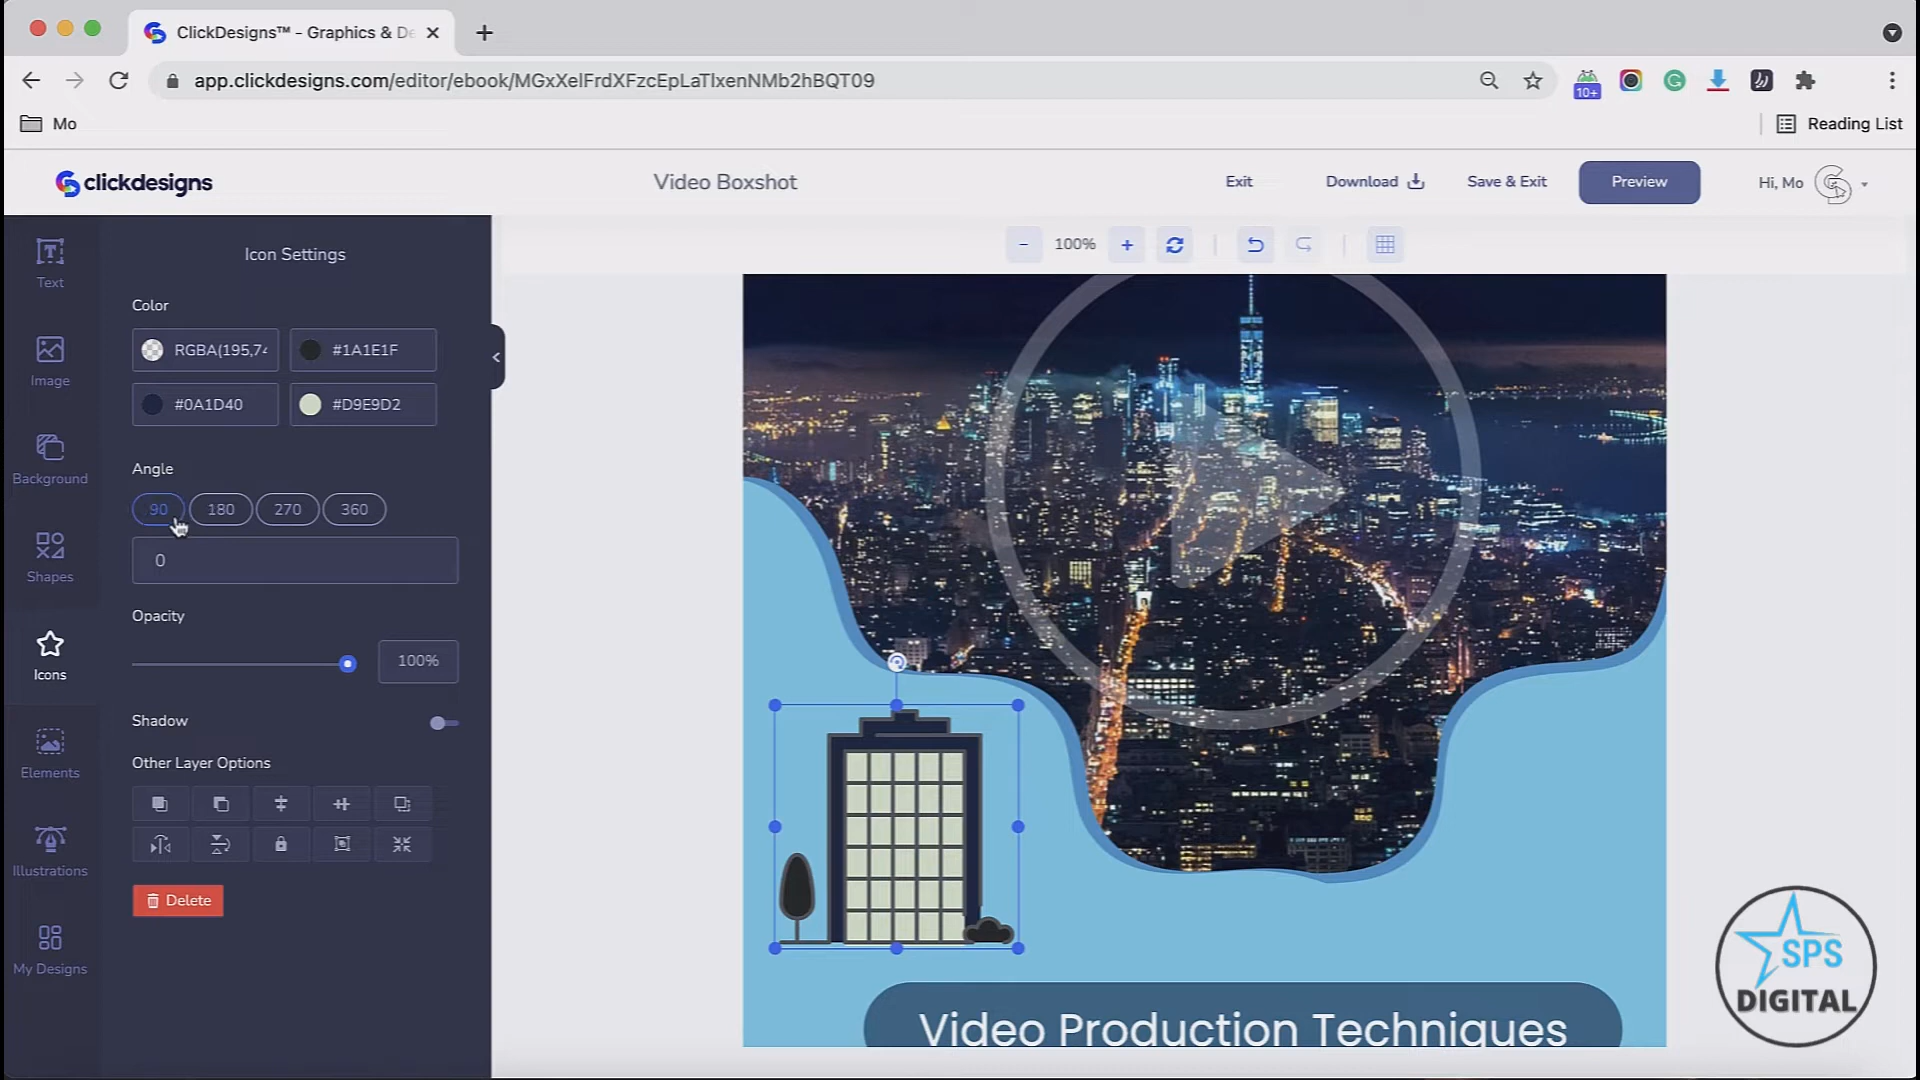 ClickDesigns™ - Graphics & De
app.clickdesigns.com/editor/ebook/MGxXeIFrdXFzcEpLaTlxenNMb2hBQT09
10+
Mo
Reading List
clickdesigns
Video Boxshot
Exit
Download
Save & Exit
Preview
Hi, Mo
100%
Text
Image
Background
Shapes
Icons
Elements
Illustrations
My Designs
Icon Settings
Color
RGBA(195,74
#1A1E1F
#0A1D40
#D9E9D2
Angle
90
180
270
360
0
Opacity
100%
Shadow
Other Layer Options
Delete
Video Production Techniques
SPS
DIGITAL